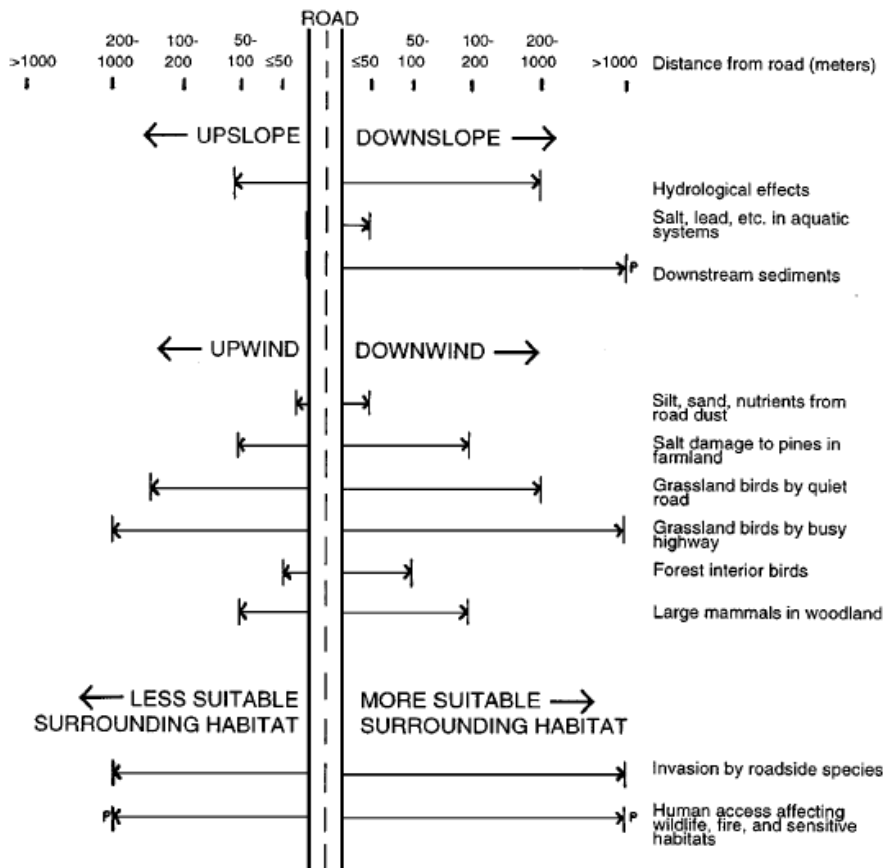 ROAD
200- 100- 50- 50- 100- 200-
>1000 1000 200 100 ≤50 ≤50 100 200 1000 >1000 Distance from road (meters)
← UPSLOPE DOWNSLOPE →
Hydrological effects
Salt, lead, etc. in aquatic
systems
P Downstream sediments
← UPWIND DOWNWIND →
Silt, sand, nutrients from
road dust
Salt damage to pines in
farmland
Grassland birds by quiet
road
Grassland birds by busy
highway
Forest interior birds
Large mammals in woodland
← LESS SUITABLE MORE SUITABLE →
SURROUNDING HABITAT SURROUNDING HABITAT
Invasion by roadside species
P P Human access affecting
wildlife, fire, and sensitive
habitats